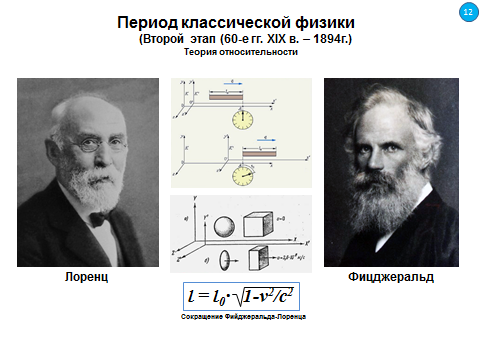 12
Период классической физики
(Второй этап (60-е гг. XIX в. – 1894г.)
Теория относительности
Лоренц
Фицджеральд
l = l₀·√1-v²/c²
Сокращение Фийджеральда-Лоренца